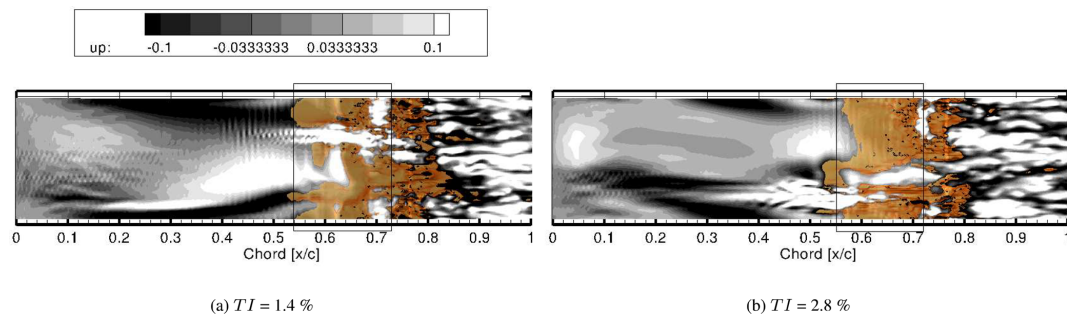 up: -0.1 -0.0333333 0.0333333 0.1
0 0.1 0.2 0.3 0.4 0.5 0.6 0.7 0.8 0.9 1
Chord [x/c]
0 0.1 0.2 0.3 0.4 0.5 0.6 0.7 0.8 0.9 1
Chord [x/c]
(a) TI = 1.4 %
(b) TI = 2.8 %